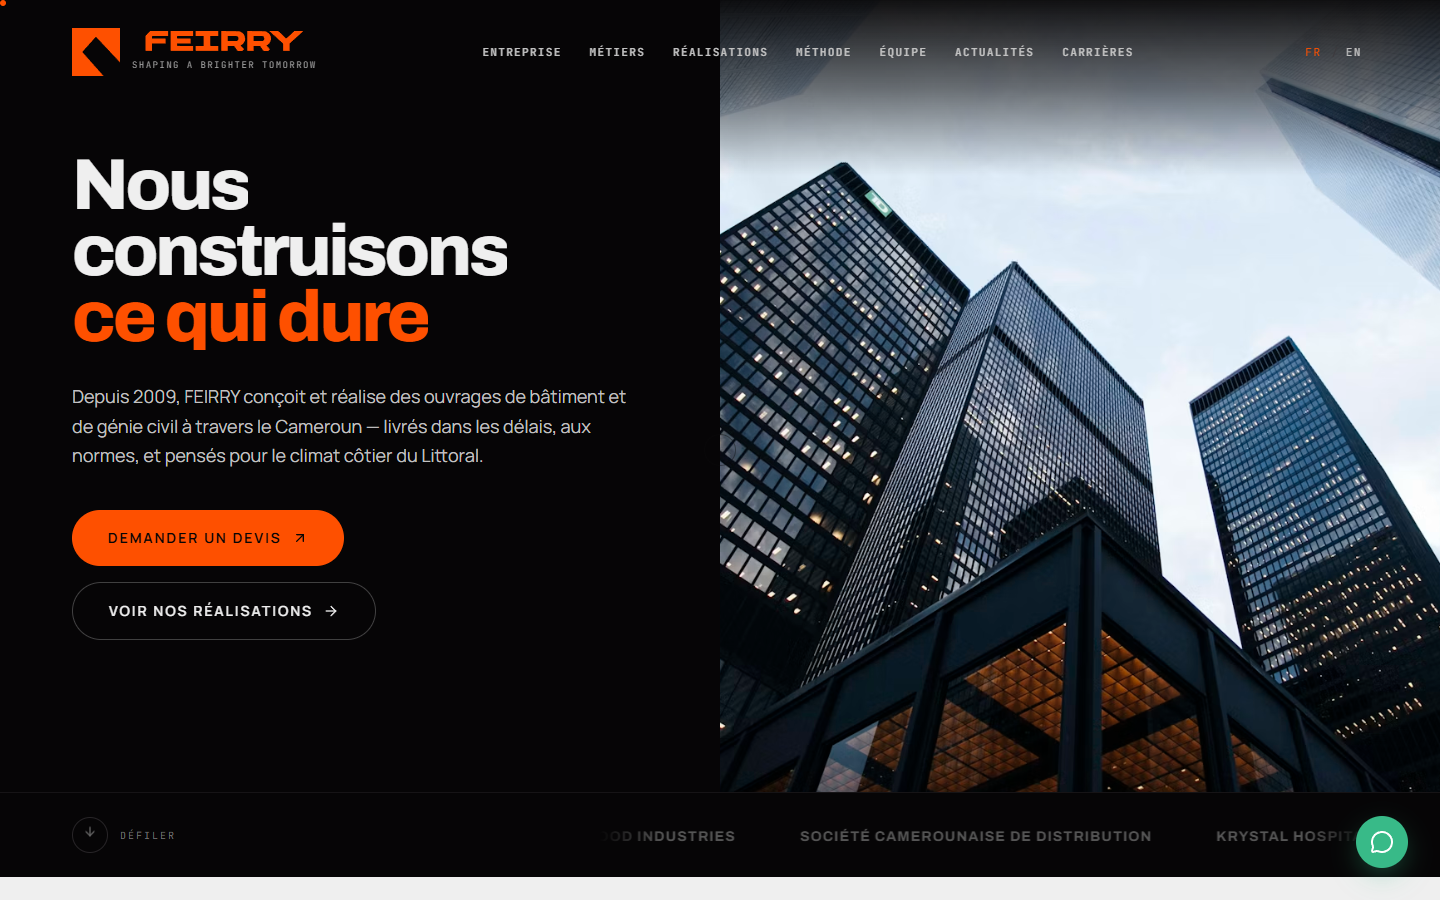 FEIRRY
SHAPING A BRIGHTER TOMORROW
ENTREPRISE MÉTIERS RÉALISATIONS MÉTHODE ÉQUIPE ACTUALITÉS CARRIÈRES
FR EN
Nous
construisons
ce qui dure
Depuis 2009, FEIRRY conçoit et réalise des ouvrages de bâtiment et
de génie civil à travers le Cameroun — livrés dans les délais, aux
normes, et pensés pour le climat côtier du Littoral.
DEMANDER UN DEVIS
VOIR NOS RÉALISATIONS
DÉFILER
INDUSTRIES SOCIÉTÉ CAMEROUNAISE DE DISTRIBUTION KRYSTAL